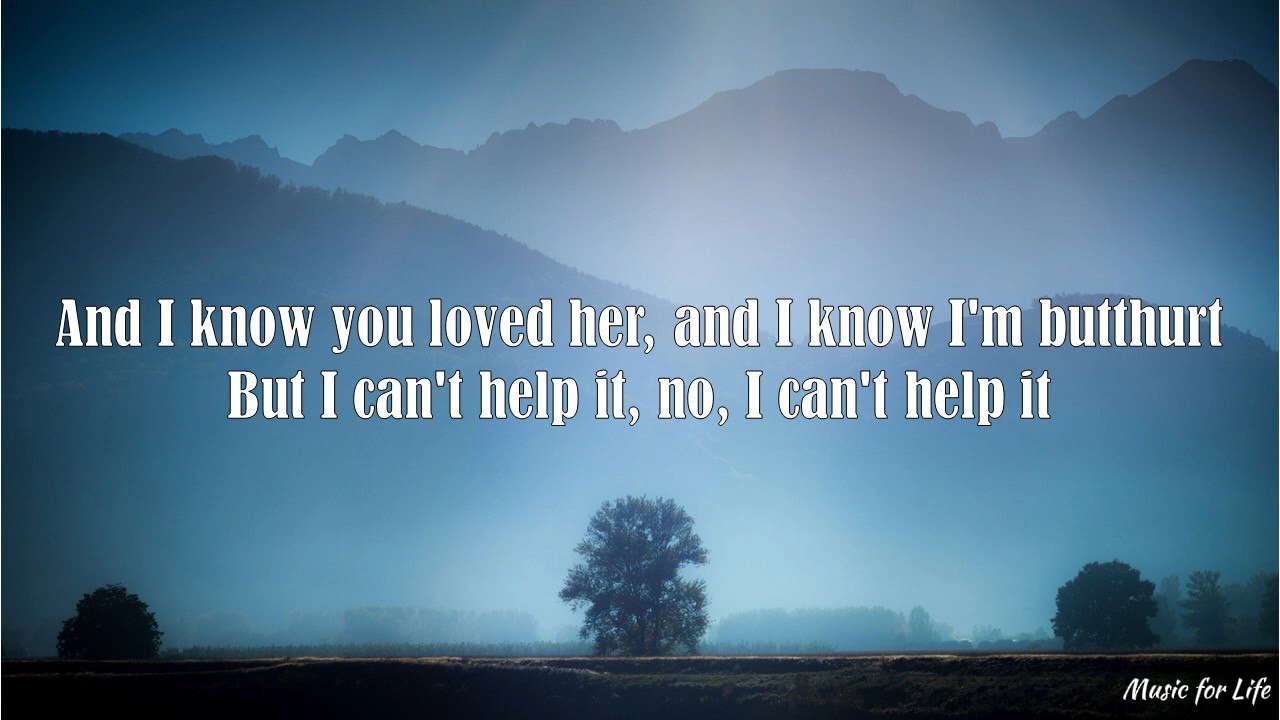 And I know you loved her, and I know I'm butthurt
But I can't help it, no, I can't help it
Music for Life